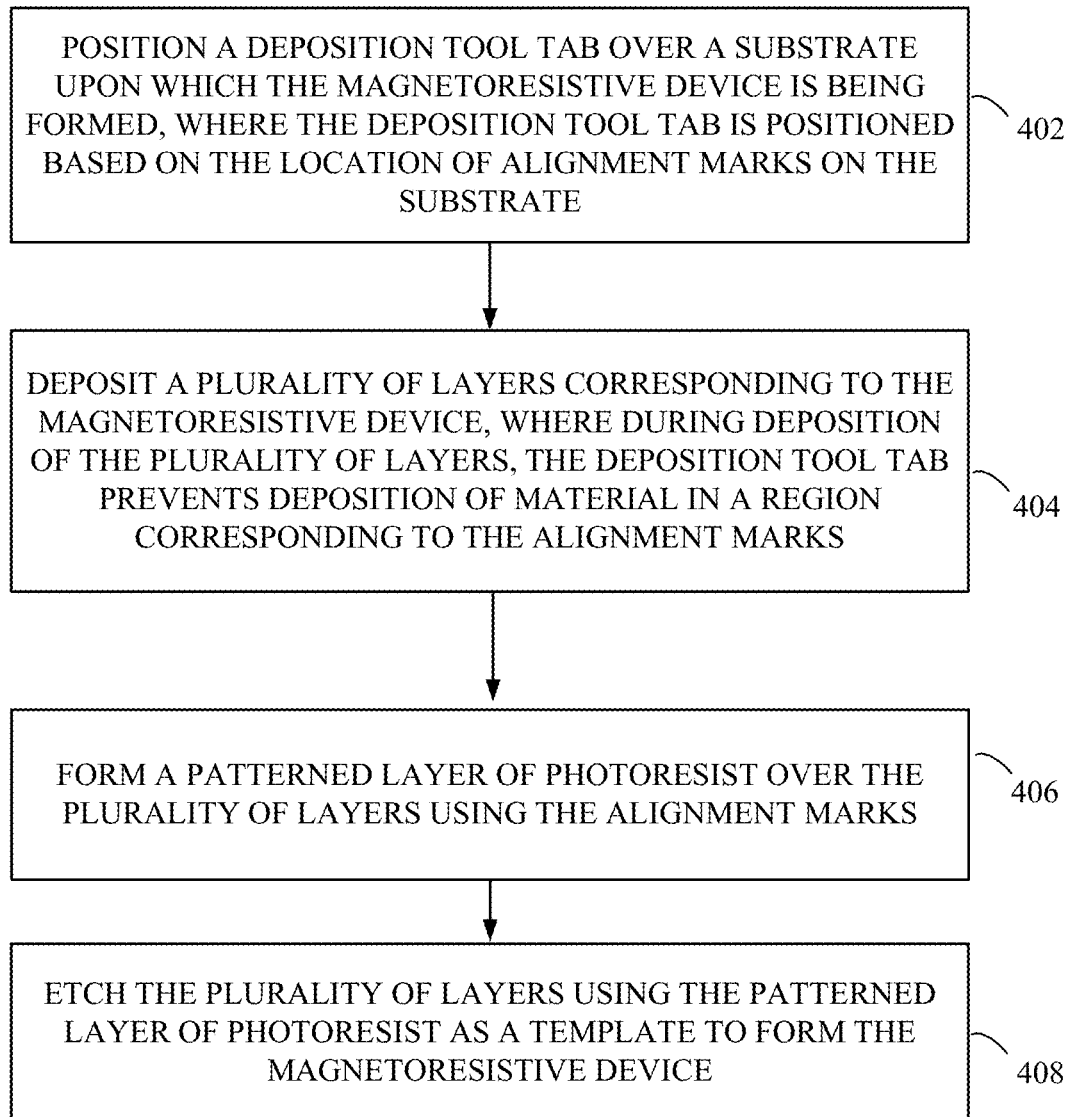 POSITION A DEPOSITION TOOL TAB OVER A SUBSTRATE
UPON WHICH THE MAGNETORESISTIVE DEVICE IS BEING
FORMED, WHERE THE DEPOSITION TOOL TAB IS POSITIONED
BASED ON THE LOCATION OF ALIGNMENT MARKS ON THE
SUBSTRATE
402
DEPOSIT A PLURALITY OF LAYERS CORRESPONDING TO THE
MAGNETORESISTIVE DEVICE, WHERE DURING DEPOSITION
OF THE PLURALITY OF LAYERS, THE DEPOSITION TOOL TAB
PREVENTS DEPOSITION OF MATERIAL IN A REGION
CORRESPONDING TO THE ALIGNMENT MARKS
404
FORM A PATTERNED LAYER OF PHOTORESIST OVER THE
PLURALITY OF LAYERS USING THE ALIGNMENT MARKS
406
ETCH THE PLURALITY OF LAYERS USING THE PATTERNED
LAYER OF PHOTORESIST AS A TEMPLATE TO FORM THE
MAGNETORESISTIVE DEVICE
408